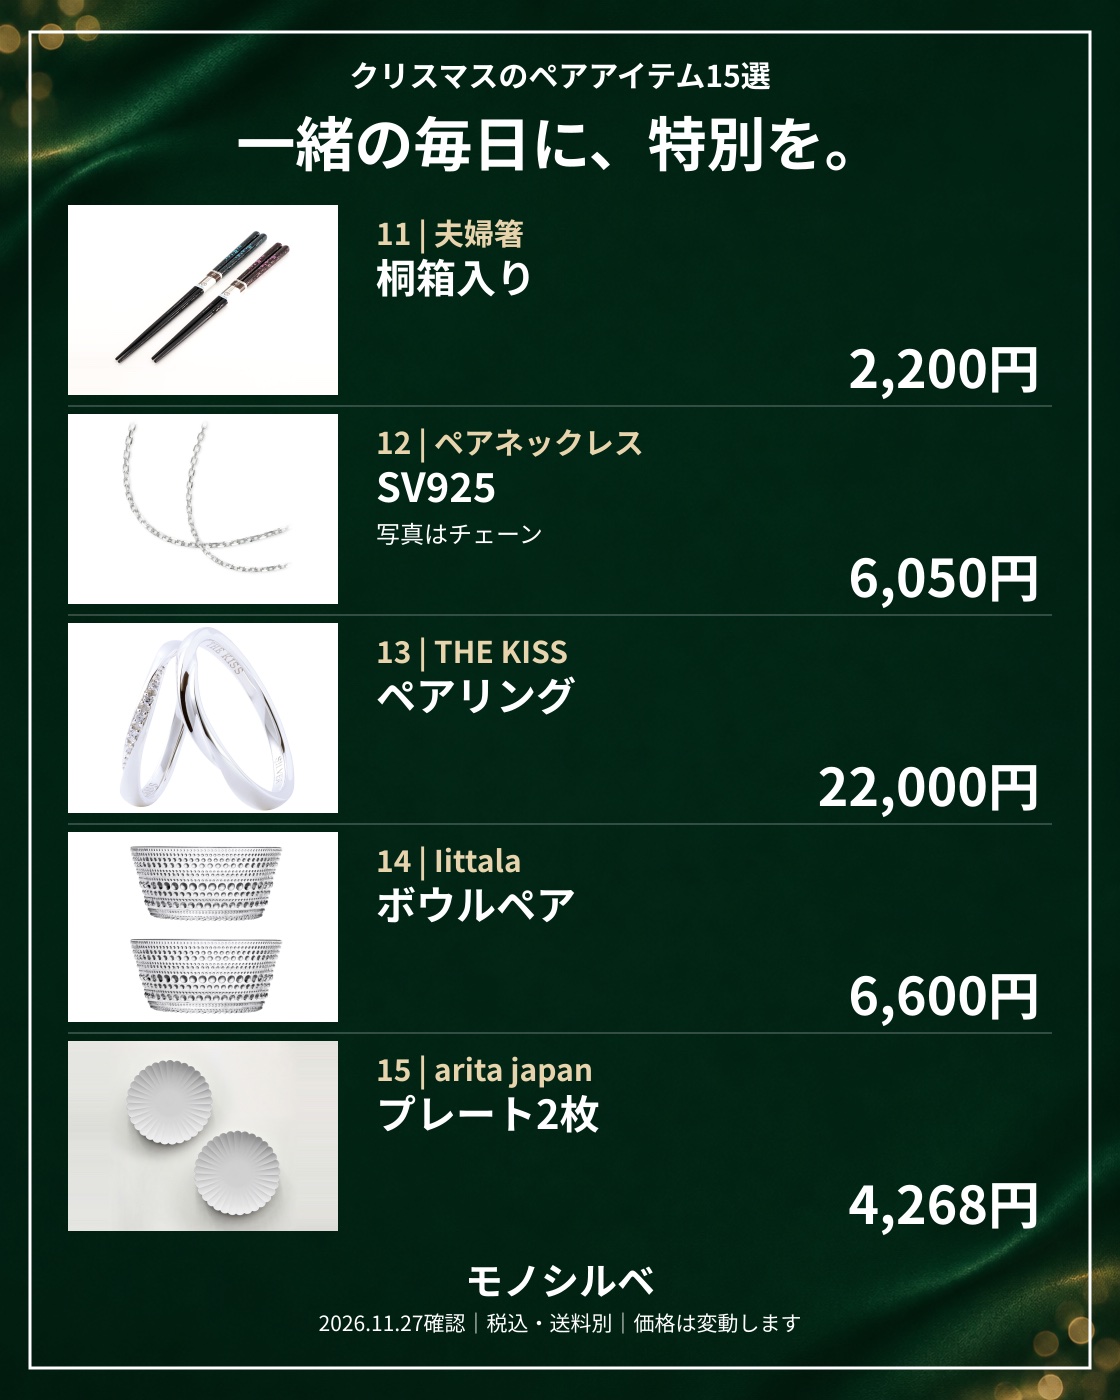 クリスマスのペアアイテム15選
一緒の毎日に、特別を。
11 | 夫婦箸
桐箱入り
2,200円
12 | ペアネックレス
SV925
写真はチェーン
6,050円
THE KISS
13 | THE KISS
ペアリング
22,000円
14 | Iittala
ボウルペア
6,600円
15 | arita japan
プレート2枚
4,268円
モノシルベ
2026.11.27確認｜税込・送料別｜価格は変動します